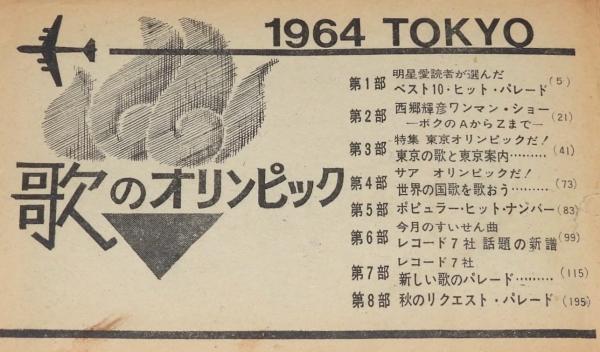 1964 TOKYO
歌のオリンピック
第1部 明星愛読者が選んだ
ベスト10・ヒット・パレード (5)
第2部 西郷輝彦ワンマン・ショー
―ボクのAからZまで― (21)
第3部 特集 東京オリンピックだ!
東京の歌と東京案内……… (41)
第4部 サア オリンピックだ!
世界の国歌を歌おう……… (73)
第5部 ポピュラー・ヒット・ナンバー (83)
第6部 今月のすいせん曲
レコード7社 話題の新譜 (99)
第7部 レコード7社
新しい歌のパレード……… (115)
第8部 秋のリクエスト・パレード (195)